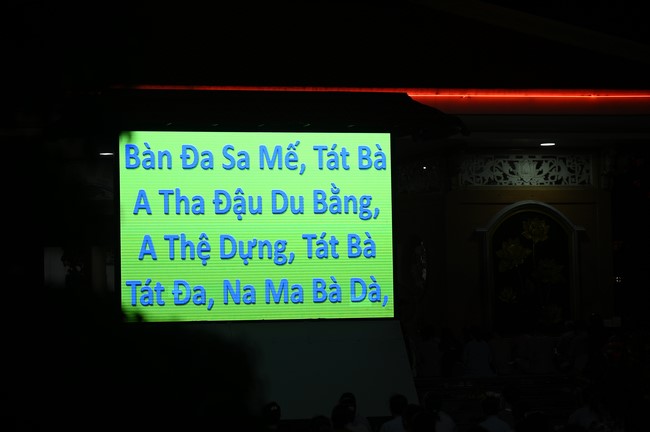 Bàn Đa Sa Mế, Tát Bà
A Tha Đậu Du Bằng,
A Thệ Dựng, Tát Bà
Tát Đa, Na Ma Bà Dà,